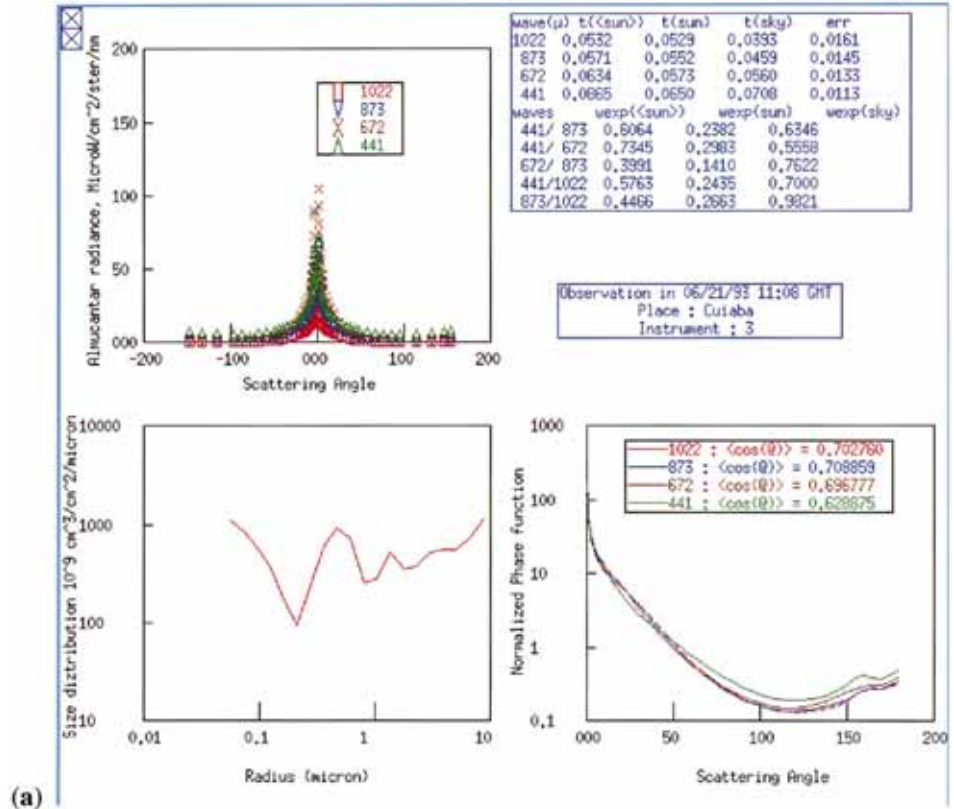 wave(μ) t(<sun>) t(sun) t(sky) err
1022 0.0532 0.0529 0.0393 0.0161
873 0.0571 0.0552 0.0459 0.0145
672 0.0634 0.0573 0.0560 0.0133
441 0.0865 0.0650 0.0708 0.0113
waves wexp(<sun>) wexp(sun) wexp(sky)
441/ 873 0.6064 0.2382 0.6346
441/ 672 0.7345 0.2983 0.5558
672/ 873 0.3991 0.1410 0.7622
441/1022 0.5763 0.2435 0.7000
873/1022 0.4466 0.2663 0.9821
Almucantar radiance, MicroW/cm^2/ster/nm
200
150
100
50
000
1022
873
672
441
-200 -100 000 100 200
Scattering Angle
Observation in 06/21/93 11:08 GMT
Place : Cuiaba
Instrument : 3
Size diztribution 10^9 cm^3/cm^2/micron
10000
1000
100
10
0.01 0.1 1 10
Radius (micron)
Normalized Phase function
1000
100
10
1
0.1
1022 : <cos(@)> = 0.702760
873 : <cos(@)> = 0.708859
672 : <cos(@)> = 0.696777
441 : <cos(@)> = 0.628875
000 50 100 150 200
Scattering Angle
(a)